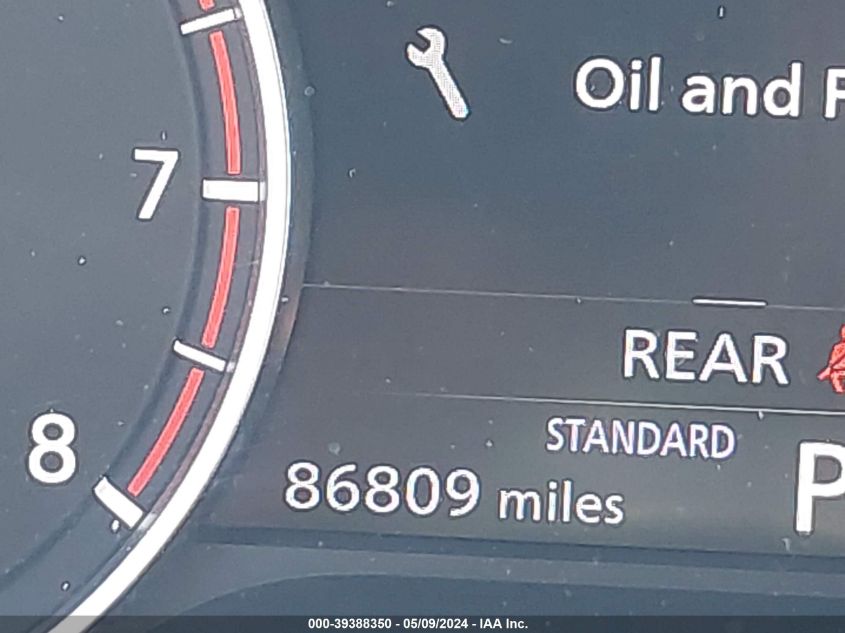 Oil and
7
REAR
STANDARD
8
86809 miles
P
000-39388350 - 05/09/2024 - IAA Inc.